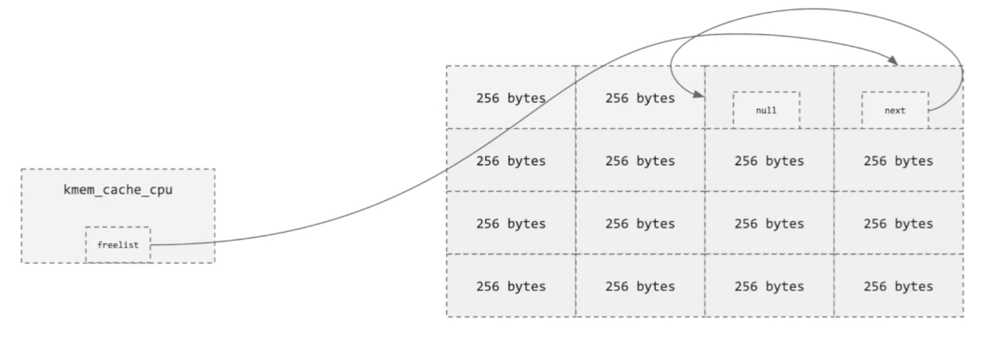 256 bytes 256 bytes
null next
256 bytes 256 bytes 256 bytes 256 bytes
kmem_cache_cpu
256 bytes 256 bytes 256 bytes 256 bytes
freelist
256 bytes 256 bytes 256 bytes 256 bytes